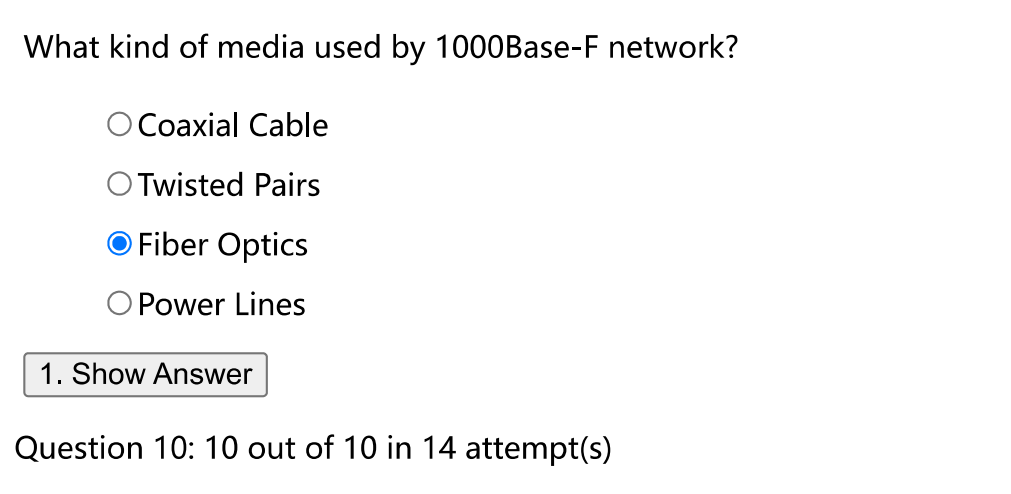 What kind of media used by 1000Base-F network?
Coaxial Cable
Twisted Pairs
Fiber Optics
Power Lines
1. Show Answer
Question 10: 10 out of 10 in 14 attempt(s)